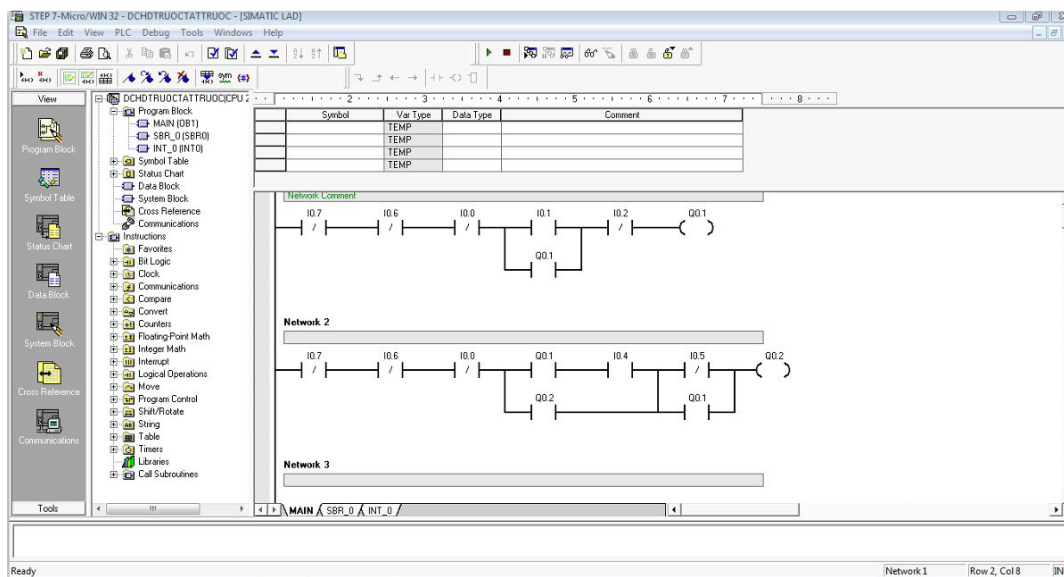 STEP 7-Micro/WIN 32 - DCHDTRUOCTATTRUOC - [SIMATIC LAD]
File Edit View PLC Debug Tools Windows Help
View
Program Block
Symbol Table
Status Chart
Data Block
System Block
Cross Reference
Communications
Tools
DCHDTRUOCTATTRUOC(CPU 2
Program Block
MAIN (OB1)
SBR_0 (SBR0)
INT_0 (INT0)
Symbol Table
Status Chart
Data Block
System Block
Cross Reference
Communications
Instructions
Favorites
Bit Logic
Clock
Communications
Compare
Convert
Counters
Floating-Point Math
Integer Math
Interrupt
Logical Operations
Move
Program Control
Shift/Rotate
String
Table
Timers
Libraries
Call Subroutines
2 3 4 5 6 7 8
Symbol Var Type Data Type Comment
TEMP
TEMP
TEMP
TEMP
Network Comment
I0.7 I0.6 I0.0 I0.1 I0.2 Q0.1
Q0.1
Network 2
I0.7 I0.6 I0.0 Q0.1 I0.4 I0.5 Q0.2
Q0.2 Q0.1
Network 3
MAIN SBR_0 INT_0
Ready Network 1 Row 2, Col 8 IN